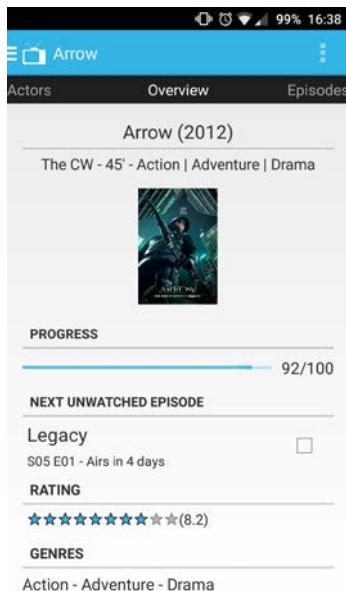 99% 16:38
Arrow
Actors Overview Episodes
Arrow (2012)
The CW - 45' - Action | Adventure | Drama
ARROW
PROGRESS
92/100
NEXT UNWATCHED EPISODE
Legacy
S05 E01 - Airs in 4 days
RATING
(8.2)
GENRES
Action - Adventure - Drama